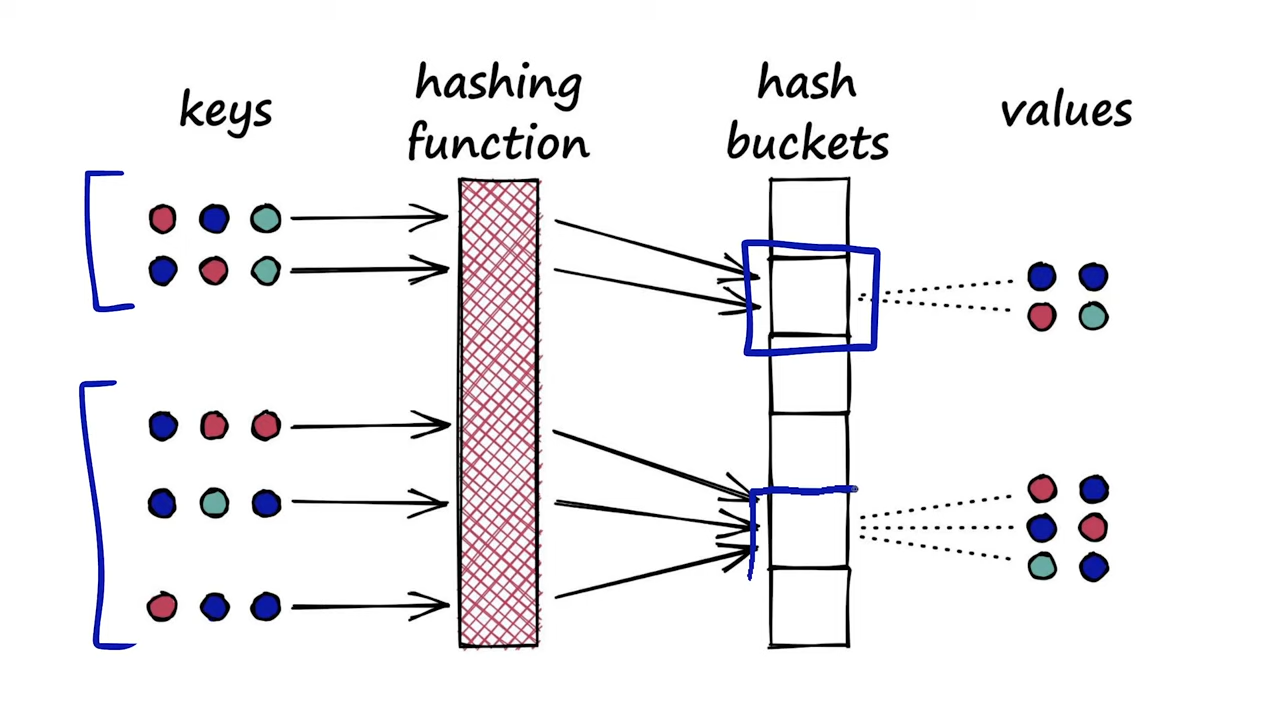 keys
hashing
function
hash
buckets
values